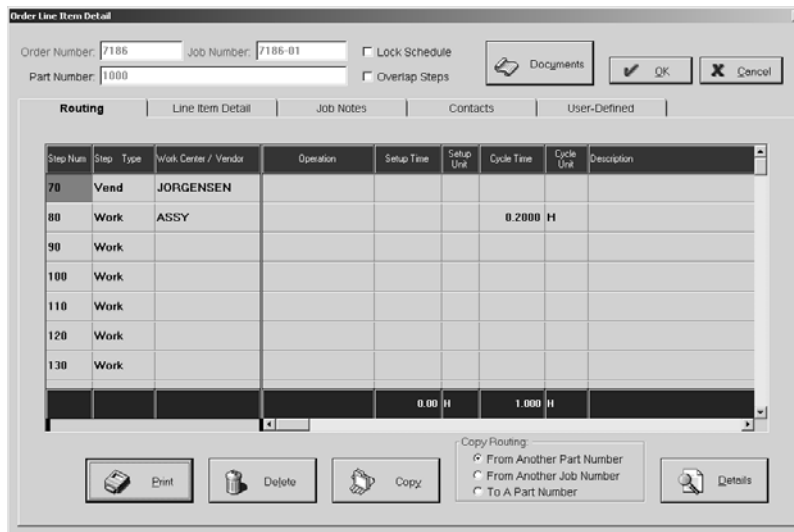 Order Line Item Detail
Order Number: 7186 Job Number: 7186-01 Lock Schedule
Part Number: 1000 Overlap Steps
Documents OK X Cancel
Routing Line Item Detail Job Notes Contacts User-Defined
Step Num Step Type Work Center / Vendor Operation Setup Time Setup Unit Cycle Time Cycle Unit Description
70 Vend JORGENSEN
80 Work ASSY 0.2000 H
90 Work
100 Work
110 Work
120 Work
130 Work
0.00 H 1.000 H
Print Delete Copy
Copy Routing:
From Another Part Number
From Another Job Number
To A Part Number
Details